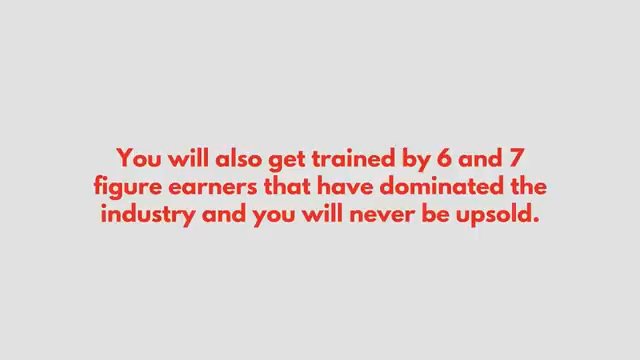 You will also get trained by 6 and 7
figure earners that have dominated the
industry and you will never be upsold.